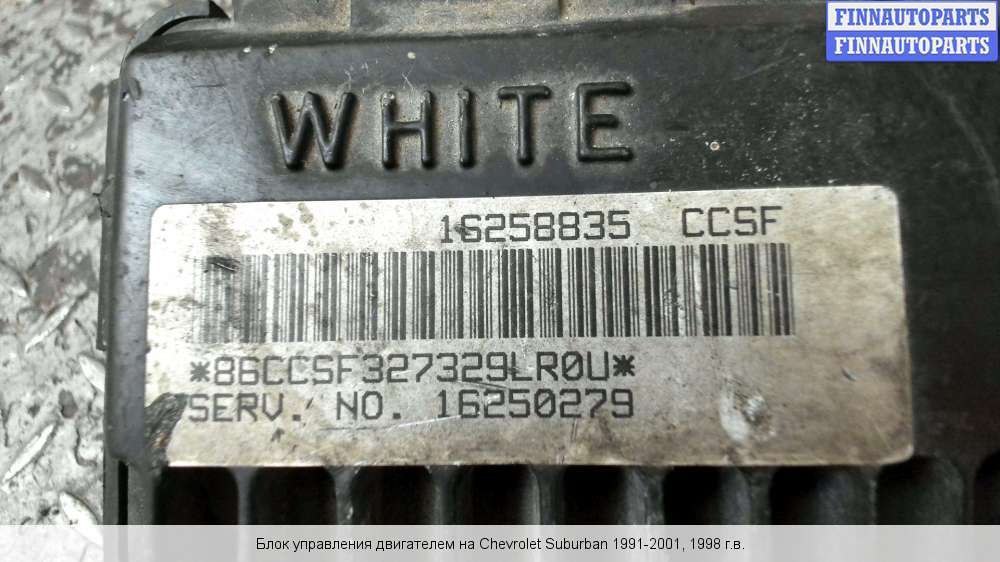 FINNAUTOPARTS
FINNAUTOPARTS
WHITE
16258835 CCSF
*86CCSF327329LR0U*
SERV. NO. 16250279
Блок управления двигателем на Chevrolet Suburban 1991-2001, 1998 г.в.